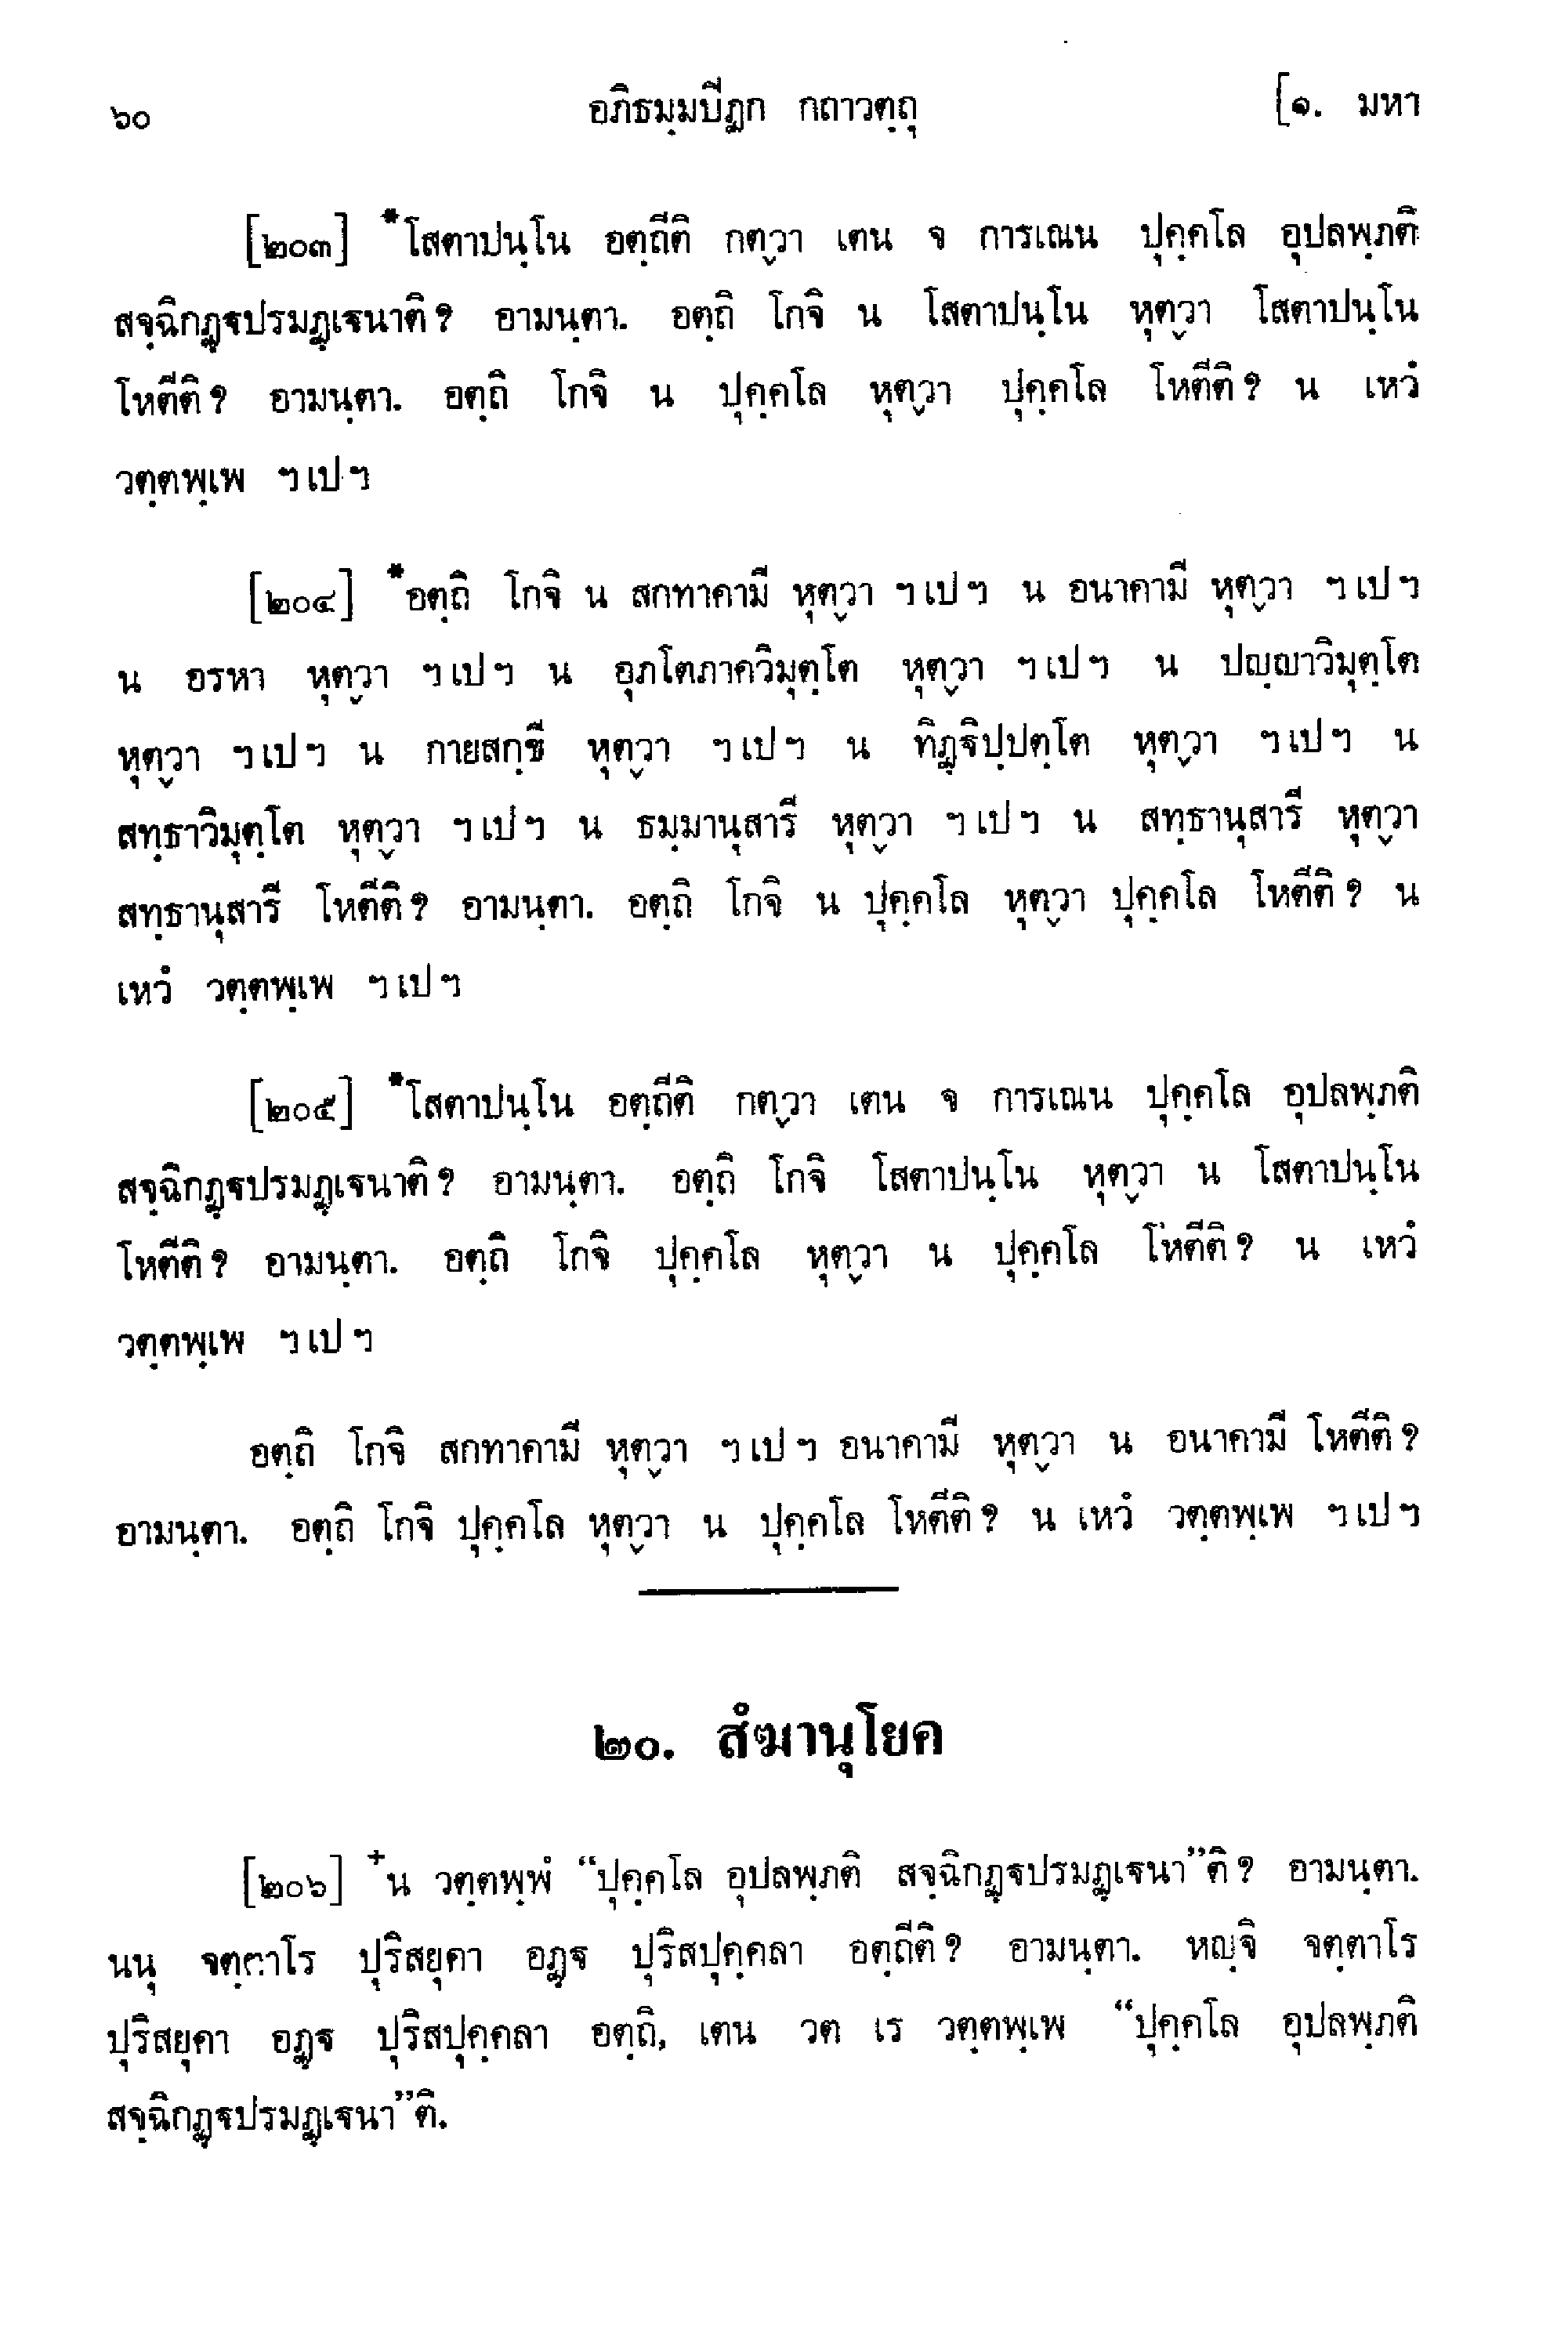 ๖๐ อภิธมฺมปีฎก กถาวตฺถุ [๑. มหา
[๒๐๓] *โสตาปนฺโน อตฺถีติ กตฺวา เตน จ การเณน ปุคฺคโล อุปลพฺภติ
สจฺฉิกฏฺฐปรมฏฺเฐนาติ? อามนฺตา. อตฺถิ โกจิ น โสตาปนฺโน หุตฺวา โสตาปนฺโน
โหตีติ? อามนฺตา. อตฺถิ โกจิ น ปุคฺคโล หุตฺวา ปุคฺคโล โหตีติ? น เหวํ
วตฺตพฺเพ ฯเปฯ
[๒๐๔] *อตฺถิ โกจิ น สกทาคามี หุตฺวา ฯเปฯ น อนาคามี หุตฺวา ฯเปฯ
น อรหา หุตฺวา ฯเปฯ น อุภโตภาควิมุตฺโต หุตฺวา ฯเปฯ น ปญฺญาวิมุตฺโต
หุตฺวา ฯเปฯ น กายสกฺขี หุตฺวา ฯเปฯ น ทิฏฺฐิปฺปตฺโต หุตฺวา ฯเปฯ น
สทฺธาวิมุตฺโต หุตฺวา ฯเปฯ น ธมฺมานุสารี หุตฺวา ฯเปฯ น สทฺธานุสารี หุตฺวา
สทฺธานุสารี โหตีติ? อามนฺตา. อตฺถิ โกจิ น ปุคฺคโล หุตฺวา ปุคฺคโล โหตีติ? น
เหวํ วตฺตพฺเพ ฯเปฯ
[๒๐๕] *โสตาปนฺโน อตฺถีติ กตฺวา เตน จ การเณน ปุคฺคโล อุปลพฺภติ
สจฺฉิกฏฺฐปรมฏฺเฐนาติ? อามนฺตา. อตฺถิ โกจิ โสตาปนฺโน หุตฺวา น โสตาปนฺโน
โหตีติ? อามนฺตา. อตฺถิ โกจิ ปุคฺคโล หุตฺวา น ปุคฺคโล โหตีติ? น เหวํ
วตฺตพฺเพ ฯเปฯ
อตฺถิ โกจิ สกทาคามี หุตฺวา ฯเปฯ อนาคามี หุตฺวา น อนาคามี โหตีติ?
อามนฺตา. อตฺถิ โกจิ ปุคฺคโล หุตฺวา น ปุคฺคโล โหตีติ? น เหวํ วตฺตพฺเพ ฯเปฯ
๒๐. สํฆานุโยค
[๒๐๖] +น วตฺตพฺพํ “ปุคฺคโล อุปลพฺภติ สจฺฉิกฏฺฐปรมฏฺเฐนา”ติ? อามนฺตา.
นนุ จตฺตาโร ปุริสยุคา อฏฺฐ ปุริสปุคฺคลา อตฺถีติ? อามนฺตา. หญฺจิ จตฺตาโร
ปุริสยุคา อฏฺฐ ปุริสปุคฺคลา อตฺถิ, เตน วต เร วตฺตพฺเพ “ปุคฺคโล อุปลพฺภติ
สจฺฉิกฏฺฐปรมฏฺเฐนา”ติ.